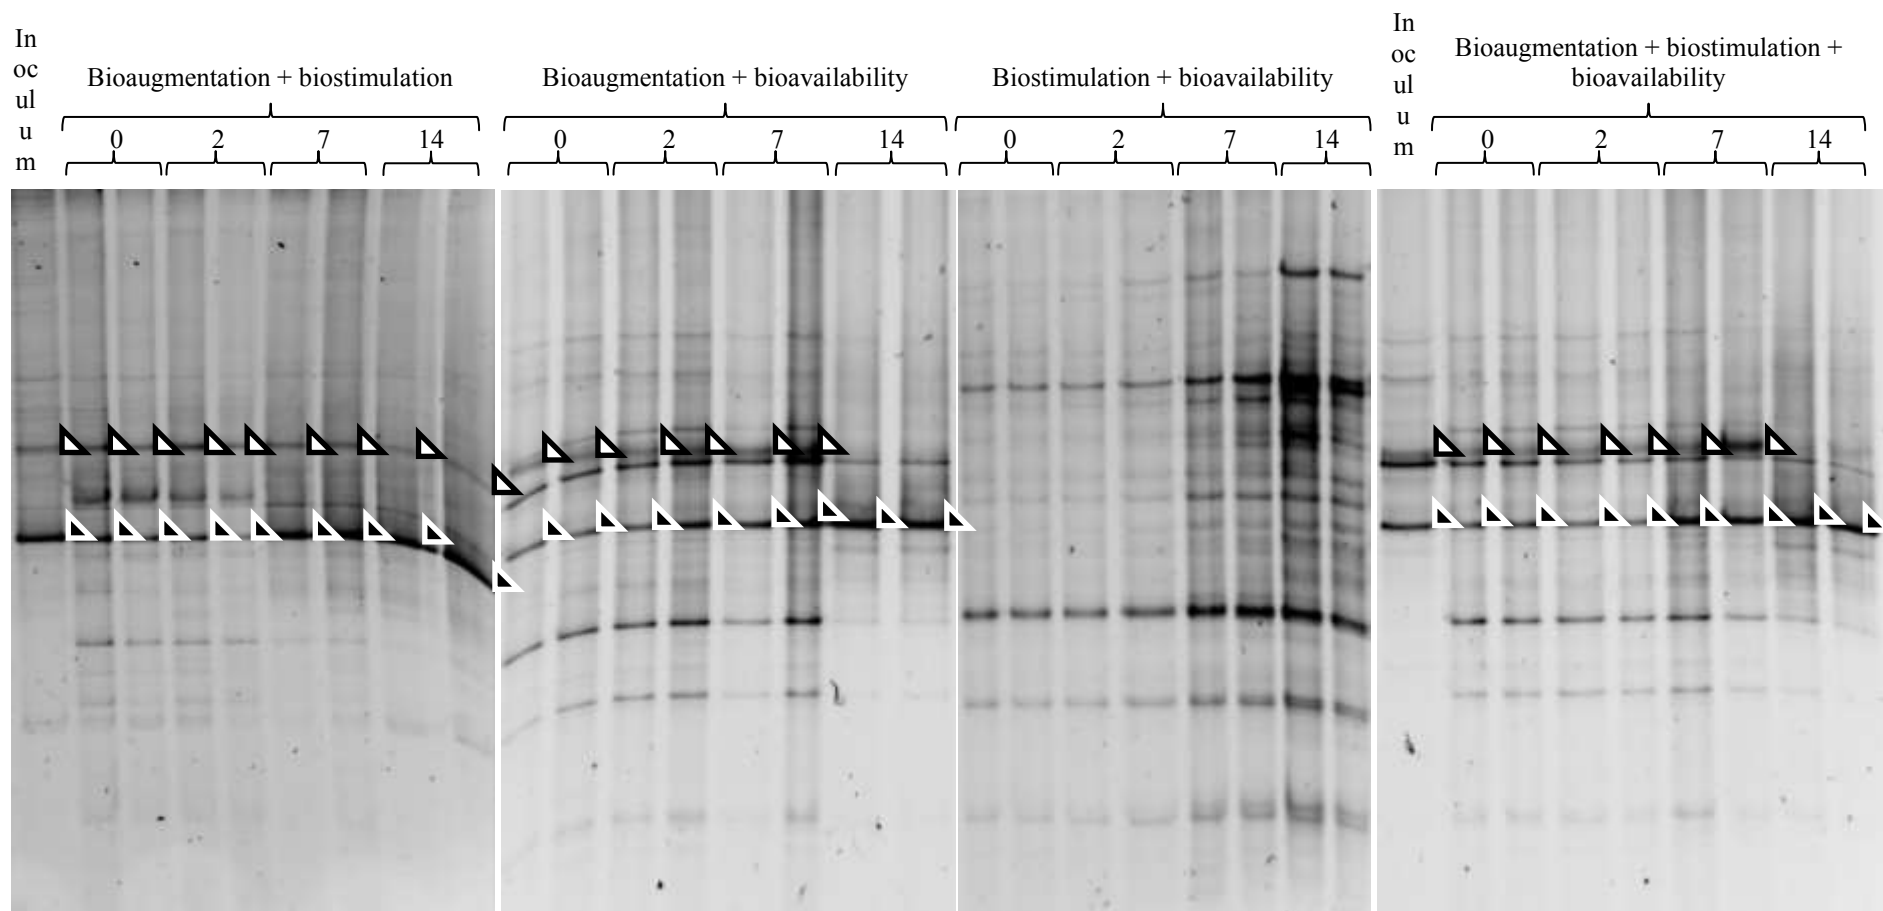 In
oc
ul
u
m
Bioaugmentation + biostimulation
0 2 7 14
Bioaugmentation + bioavailability
0 2 7 14
Biostimulation + bioavailability
0 2 7 14
In
oc
ul
u
m
Bioaugmentation + biostimulation +
bioavailability
0 2 7 14